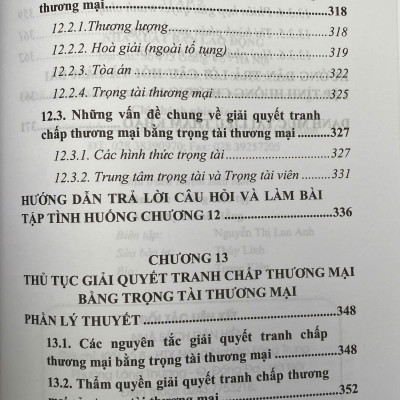 thương mại.......318
12.2.1.Thương lượng.......318
12.2.2. Hoà giải (ngoài tố tụng).......319
12.2.3. Tòa án.......322
12.2.4. Trọng tài thương mại.......325
12.3. Những vấn đề chung về giải quyết tranh
chấp thương mại bằng trọng tài thương mại.......327
12.3.1. Các hình thức trọng tài.......327
12.3.2. Trung tâm trọng tài và Trọng tài viên.......331
HƯỚNG DẪN TRẢ LỜI CÂU HỎI VÀ LÀM BÀI
TẬP TÌNH HUỐNG CHƯƠNG 12.......336
CHƯƠNG 13
THỦ TỤC GIẢI QUYẾT TRANH CHẤP THƯƠNG MẠI
BẰNG TRỌNG TÀI THƯƠNG MẠI
PHẦN LÝ THUYẾT.......348
13.1. Các nguyên tắc giải quyết tranh chấp
thương mại bằng trọng tài thương mại.......348
13.2. Thẩm quyền giải quyết tranh chấp thương
352